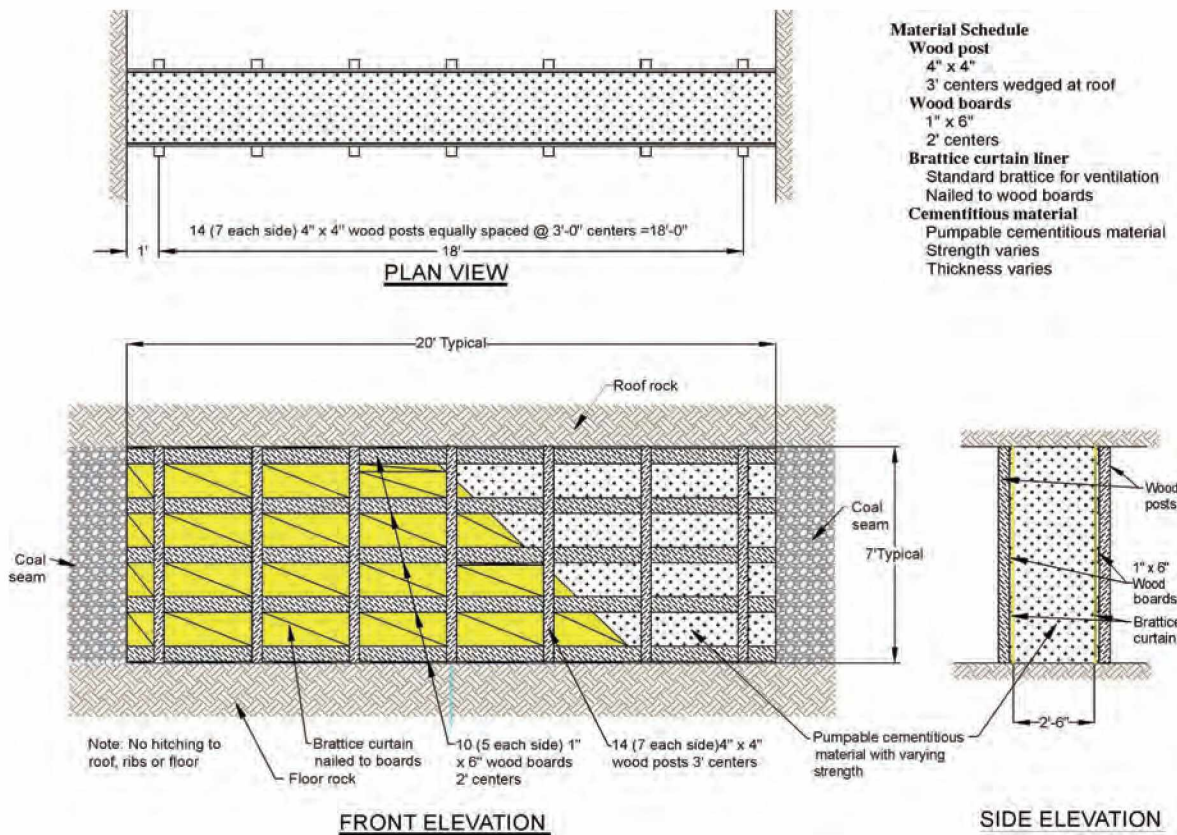 Material Schedule
Wood post
4" x 4"
3' centers wedged at roof
Wood boards
1" x 6"
2' centers
Brattice curtain liner
Standard brattice for ventilation
Nailed to wood boards
Cementitious material
Pumpable cementitious material
Strength varies
Thickness varies
14 (7 each side) 4" x 4" wood posts equally spaced @ 3'-0" centers =18'-0"
1'
18'
PLAN VIEW
20' Typical
Roof rock
Coal
seam
Coal
seam
7'Typical
Wood
posts
1" x 6"
Wood
boards
Brattice
curtain
2'-6"
Note: No hitching to
roof, ribs or floor
Brattice curtain
nailed to boards
Floor rock
10 (5 each side) 1"
x 6" wood boards
2' centers
14 (7 each side)4" x 4"
wood posts 3' centers
Pumpable cementitious
material with varying
strength
FRONT ELEVATION
SIDE ELEVATION